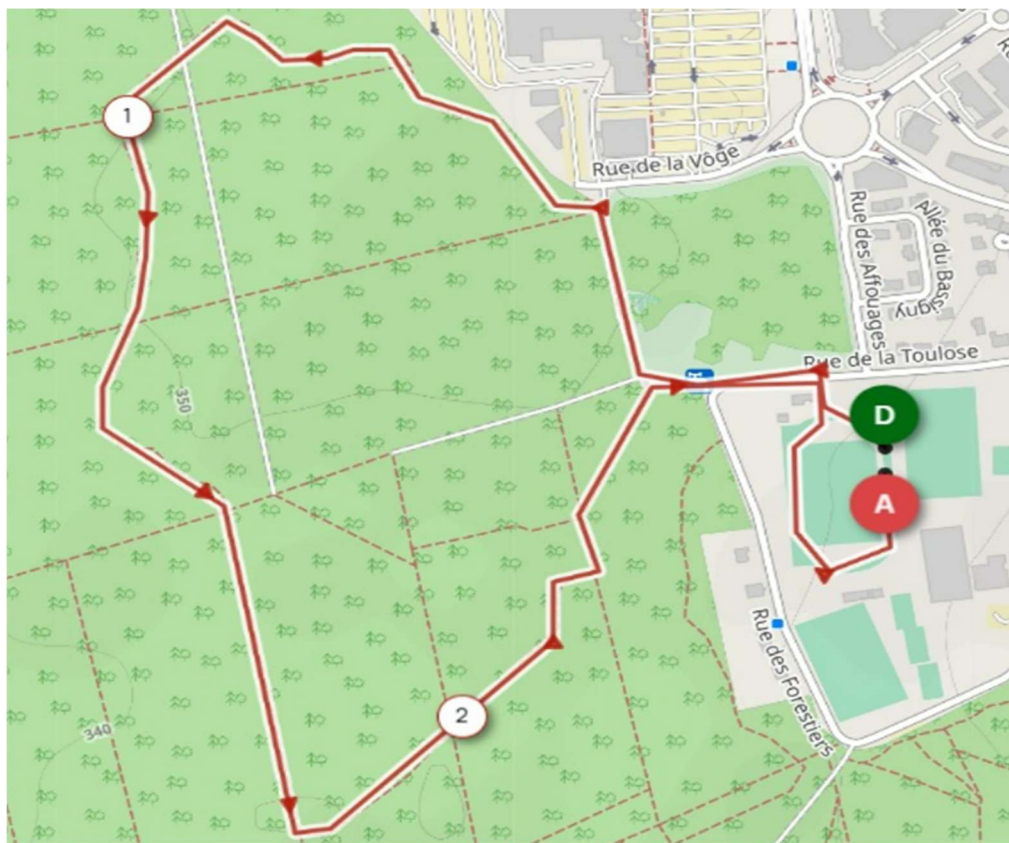 1
Rue de la Vôge
Rue des Affouages
Allée du Bas
Rue de la Toulose
350
D
A
Rue des Forestiers
2
340